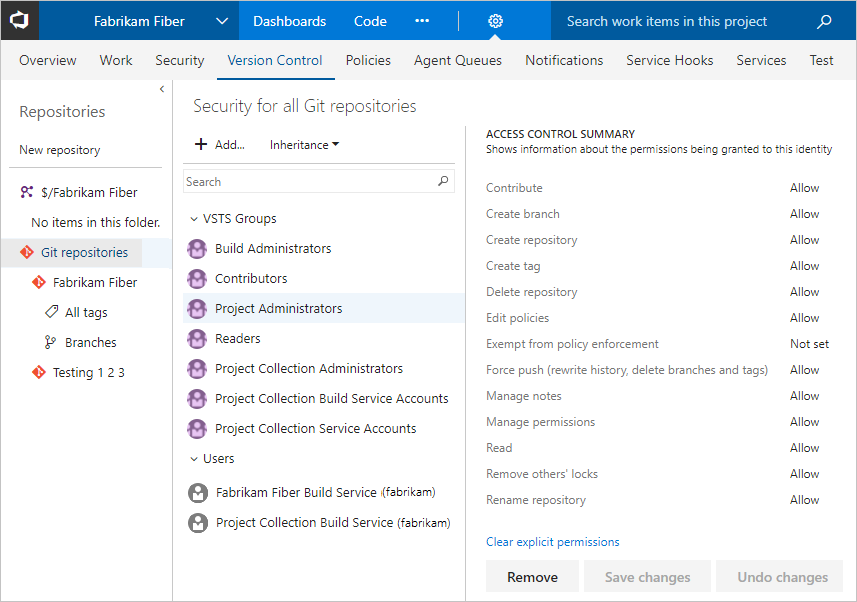 Fabrikam Fiber Dashboards Code ··· Search work items in this project
Overview Work Security Version Control Policies Agent Queues Notifications Service Hooks Services Test
Repositories
New repository
$/Fabrikam Fiber
No items in this folder.
Git repositories
Fabrikam Fiber
All tags
Branches
Testing 1 2 3
Security for all Git repositories
Add... Inheritance
Search
VSTS Groups
Build Administrators
Contributors
Project Administrators
Readers
Project Collection Administrators
Project Collection Build Service Accounts
Project Collection Service Accounts
Users
Fabrikam Fiber Build Service (fabrikam)
Project Collection Build Service (fabrikam)
ACCESS CONTROL SUMMARY
Shows information about the permissions being granted to this identity
Contribute Allow
Create branch Allow
Create repository Allow
Create tag Allow
Delete repository Allow
Edit policies Allow
Exempt from policy enforcement Not set
Force push (rewrite history, delete branches and tags) Allow
Manage notes Allow
Manage permissions Allow
Read Allow
Remove others' locks Allow
Rename repository Allow
Clear explicit permissions
Remove Save changes Undo changes